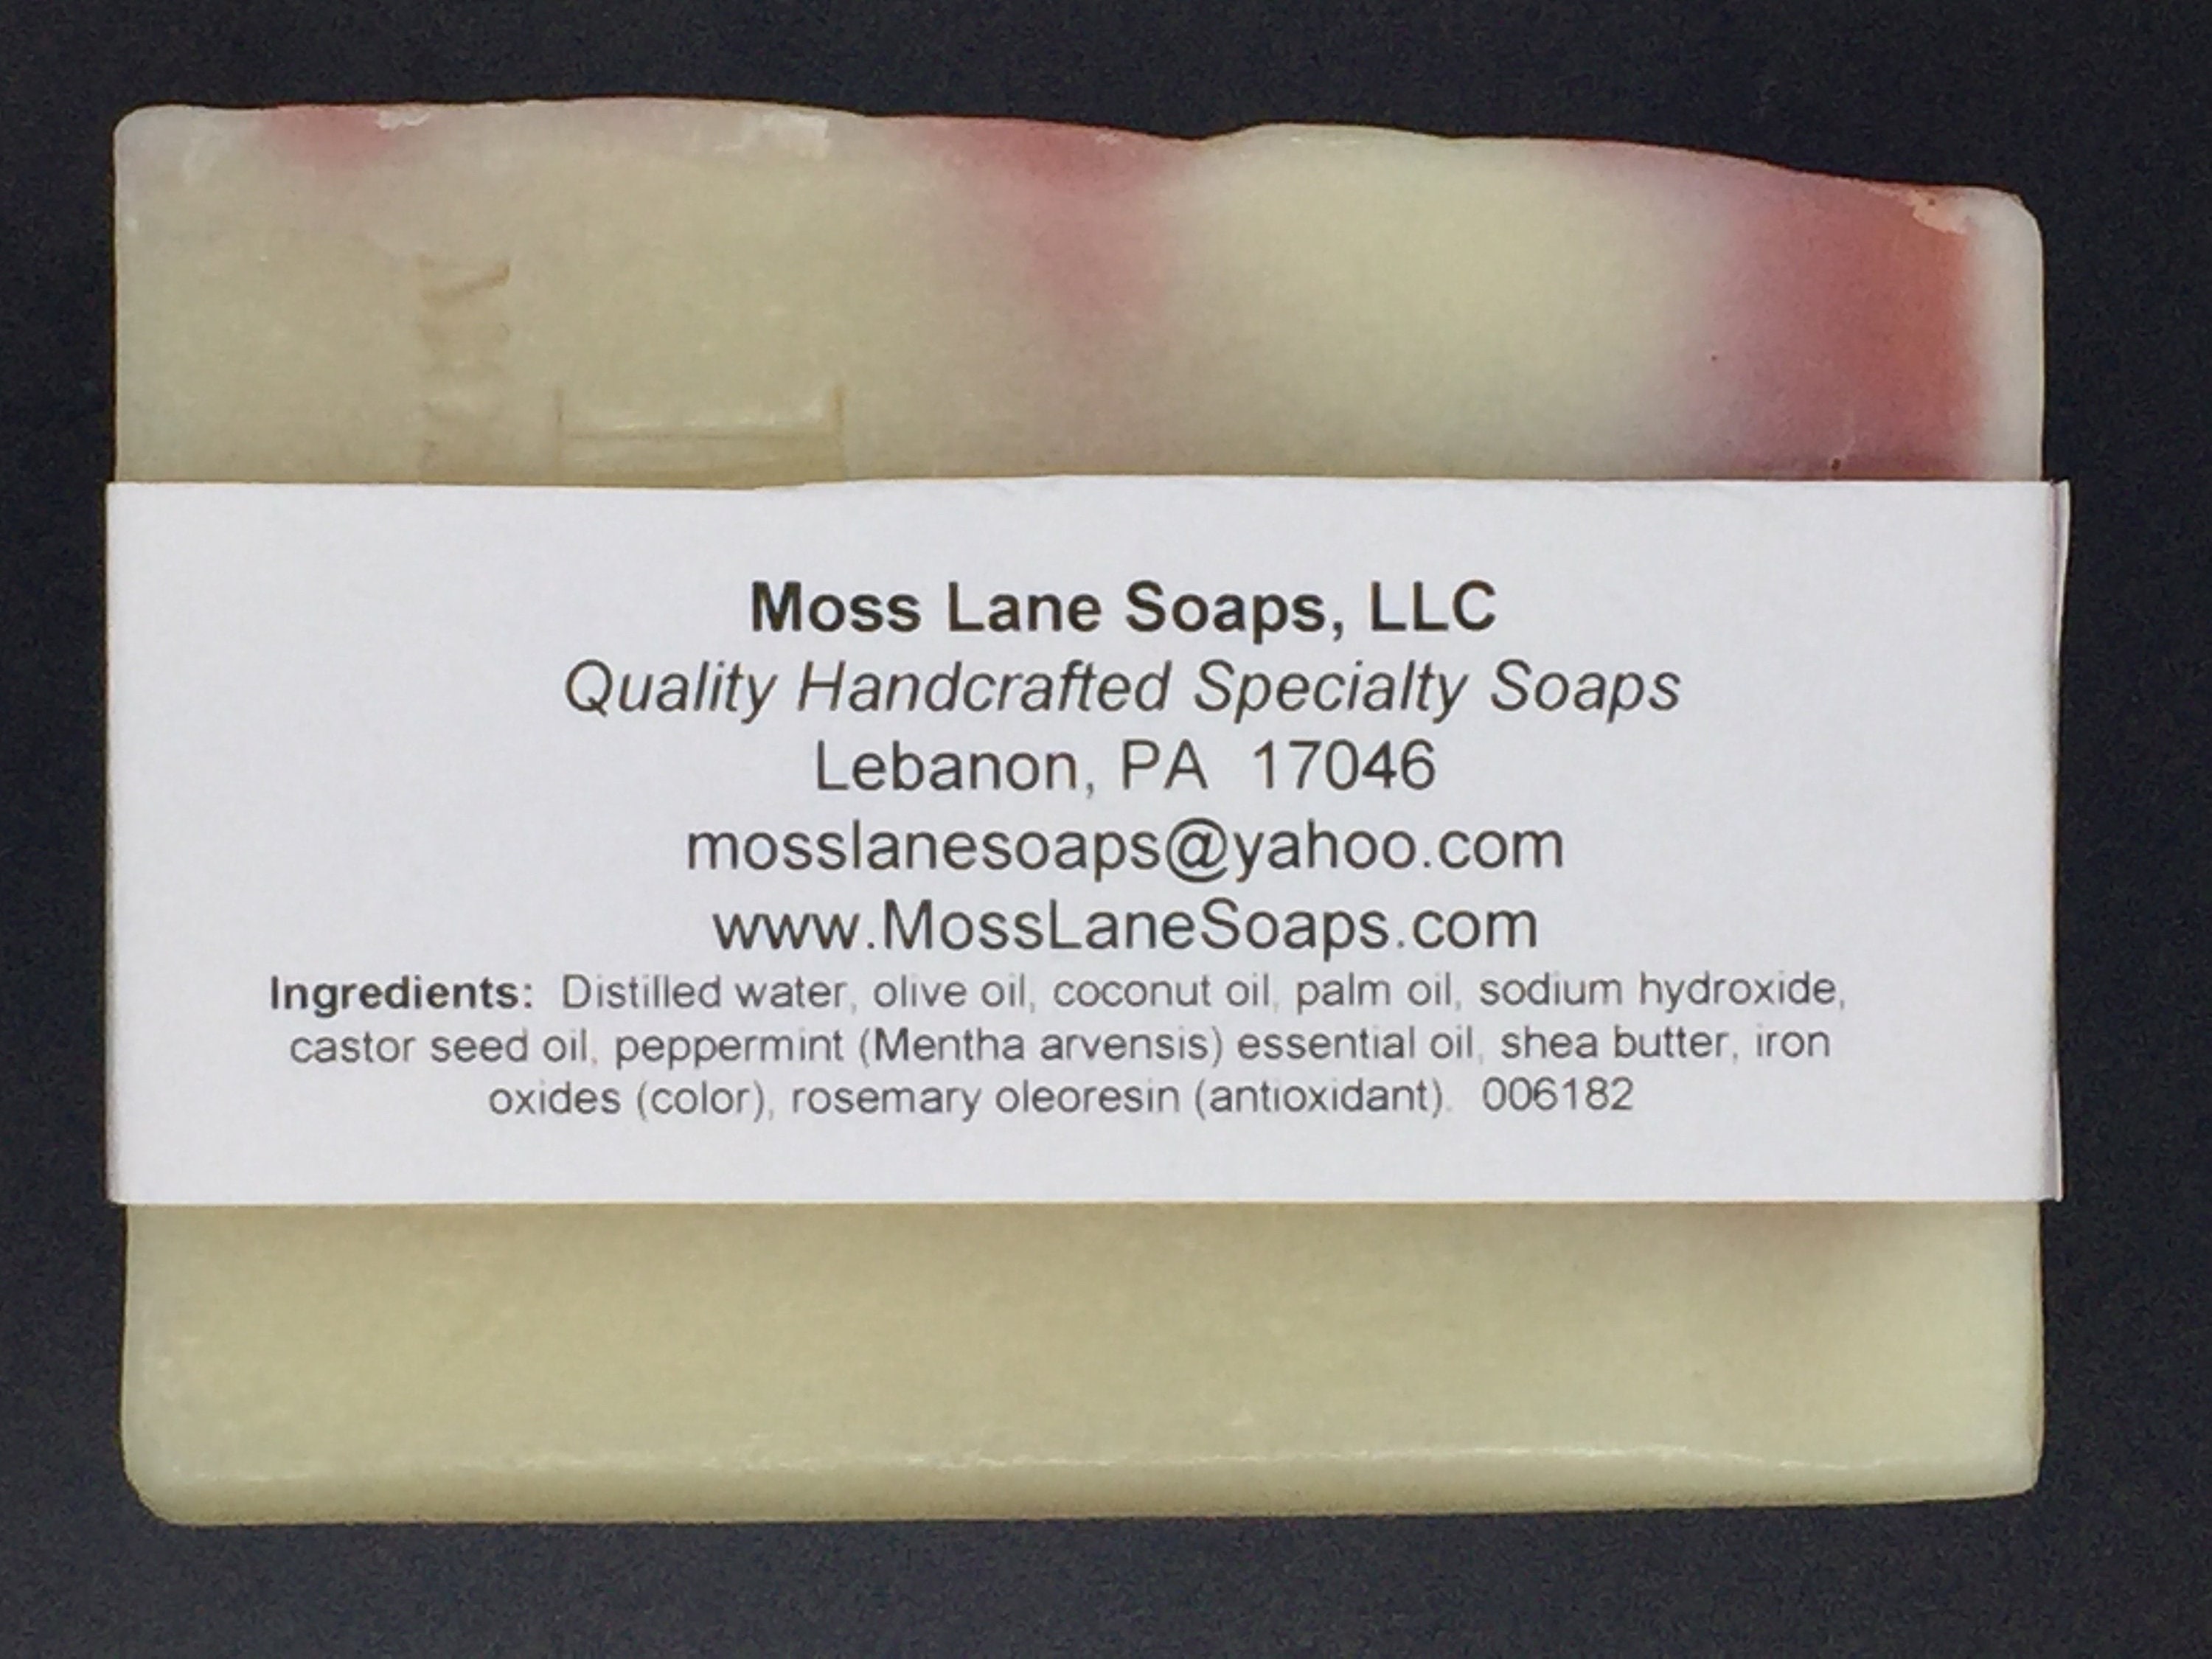 Moss Lane Soaps, LLC
Quality Handcrafted Specialty Soaps
Lebanon, PA 17046
mosslanesoaps@yahoo.com
www.MossLaneSoaps.com
Ingredients: Distilled water, olive oil, coconut oil, palm oil, sodium hydroxide,
castor seed oil, peppermint (Mentha arvensis) essential oil, shea butter, iron
oxides (color), rosemary oleoresin (antioxidant). 006182